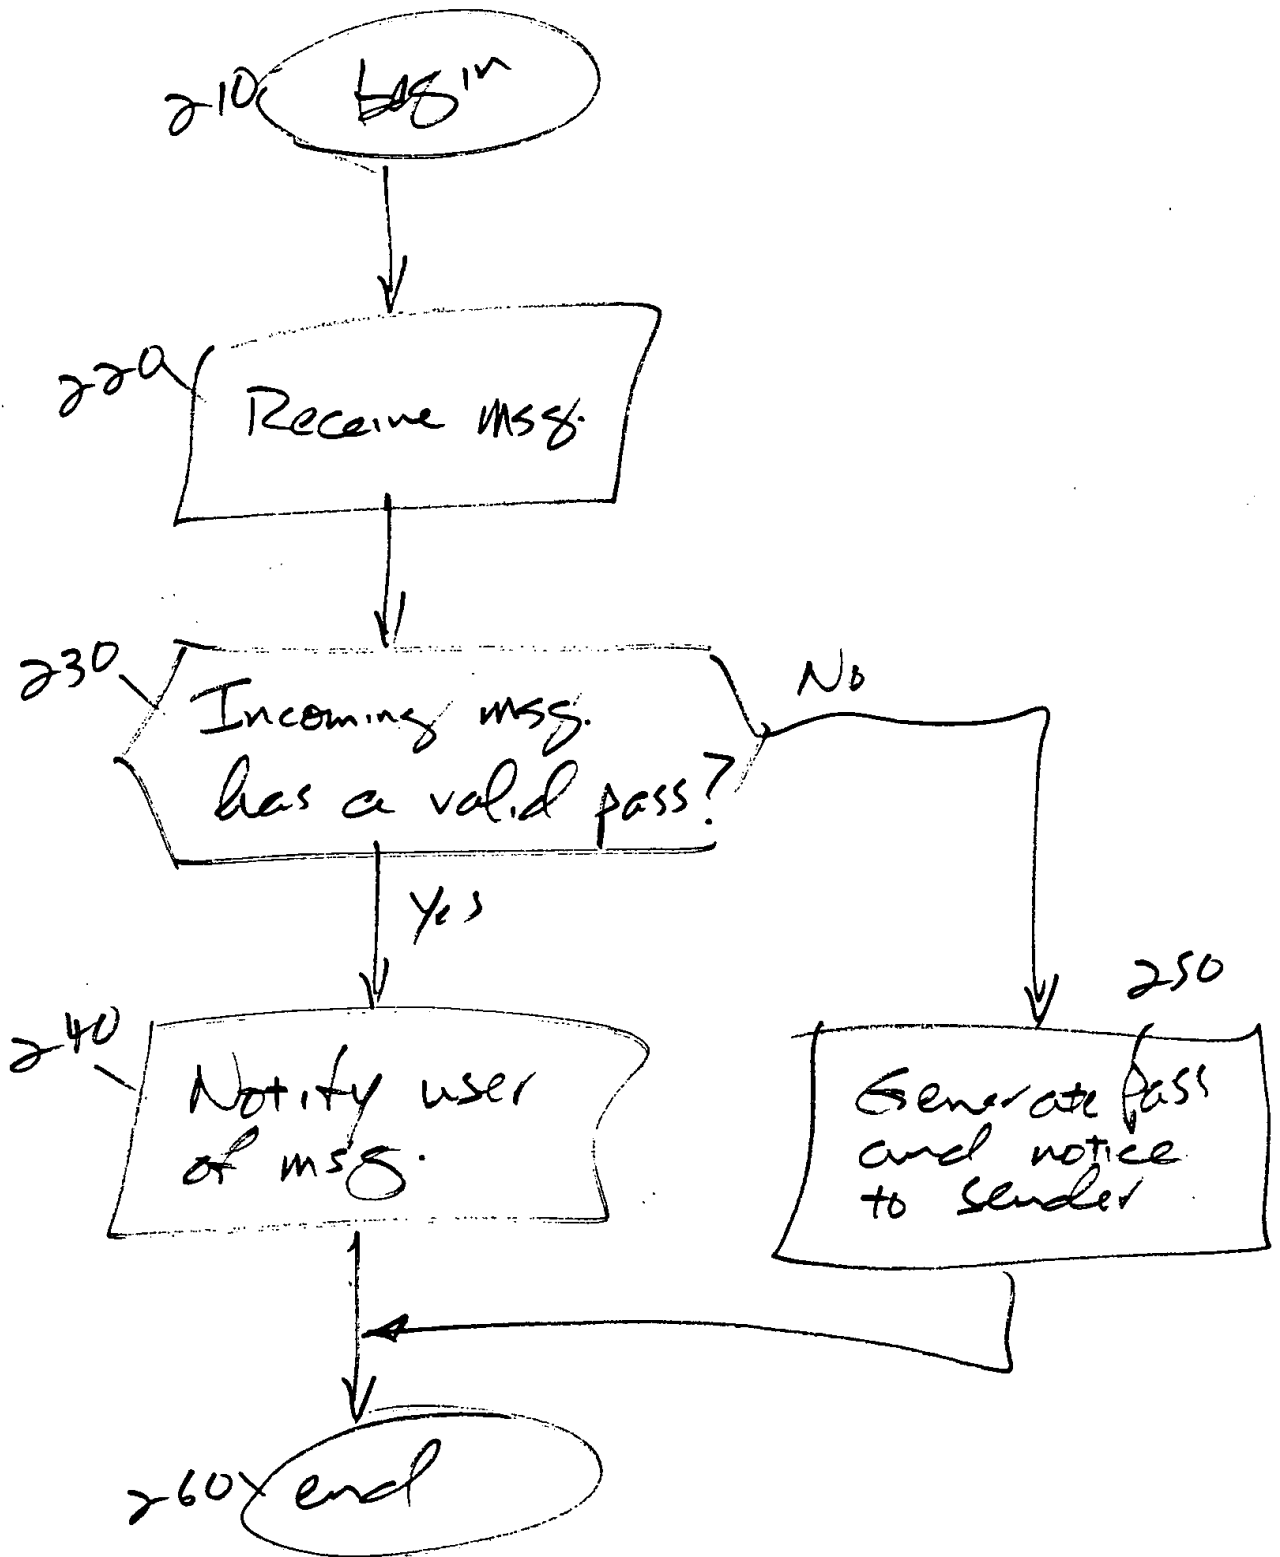 210 begin
220
Receive msg.
230
No
Incoming msg.
has a valid pass?
Yes
250
240
Notify user
of msg.
Generate pass
and notice
to sender
260 end